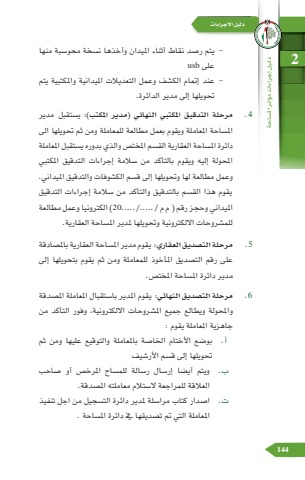 دليل الاجراءات
2
دليل إجراءات دوائر المساحة
- يتم رصد نقاط أثناء الميدان وآخذها نسخة محوسبة منها
على usb
- عند إتمام الكشف وعمل التعديلات الميدانية والمكتبية يتم
تحويلها إلى مدير الدائرة.
4. مرحلة التدقيق المكتبي النهائي (مدير المكتب): يستقبل مدير
المساحة المعاملة ويقوم بعمل مطالعة للمعاملة ومن ثم تحويلها الى
دائرة المساحة العقارية القسم المختص والذي بدوره يستقبل المعاملة
المحولة إليه ويقوم بالتأكد من سلامة إجراءات التدقيق المكتبي
وعمل مطالعة لها وتحويلها إلى قسم الكشوفات والتدقيق الميداني.
يقوم هذا القسم بالتدقيق والتأكد من سلامة إجراءات التدقيق
الميداني وحجز رقم ( م م /...../.....20) الكترونيا وعمل مطالعة
للمشروحات الالكترونية وتحويلها لمدير المساحة العقارية.
5. مرحلة التصديق العقاري: يقوم مدير المساحة العقارية بالمصادقة
على رقم التصديق المأخوذ للمعاملة ومن ثم يقوم بتحويلها إلى
مدير دائرة المساحة المختص.
6. مرحلة التصديق النهائي: يقوم المدير باستقبال المعاملة المصدقة
والمحولة ويطالع جميع المشروحات الالكترونية، وفور التأكد من
جاهزية المعاملة يقوم :
أ. بوضع الأختام الخاصة بالمعاملة والتوقيع عليها ومن ثم
تحويلها إلى قسم الأرشيف
ب. ويتم أيضا إرسال رسالة للمساح المرخص أو صاحب
العلاقة للمراجعة لاستلام معاملته المصدقة.
ت. اصدار كتاب مراسلة لمدير دائرة التسجيل من اجل تنفيذ
المعاملة التي تم تصديقها في دائرة المساحة .
144